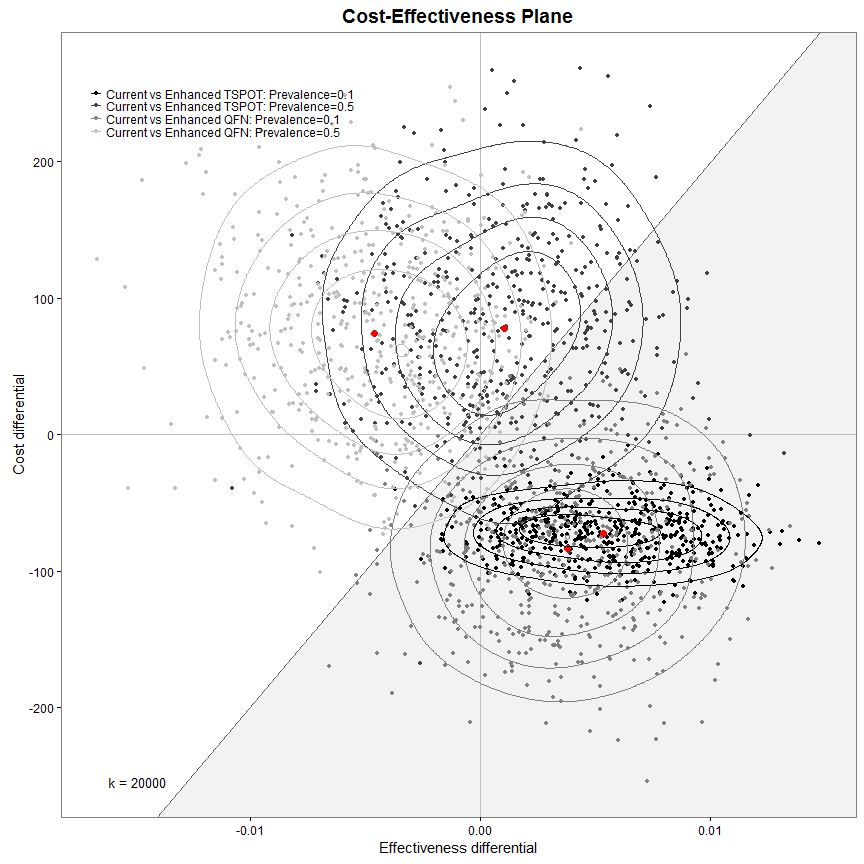 Cost-Effectiveness Plane
Current vs Enhanced TSPOT: Prevalence=0.1
Current vs Enhanced TSPOT: Prevalence=0.5
Current vs Enhanced QFN: Prevalence=0.1
Current vs Enhanced QFN: Prevalence=0.5
200
100
0
-100
-200
Cost differential
k = 20000
-0.01 0.00 0.01
Effectiveness differential